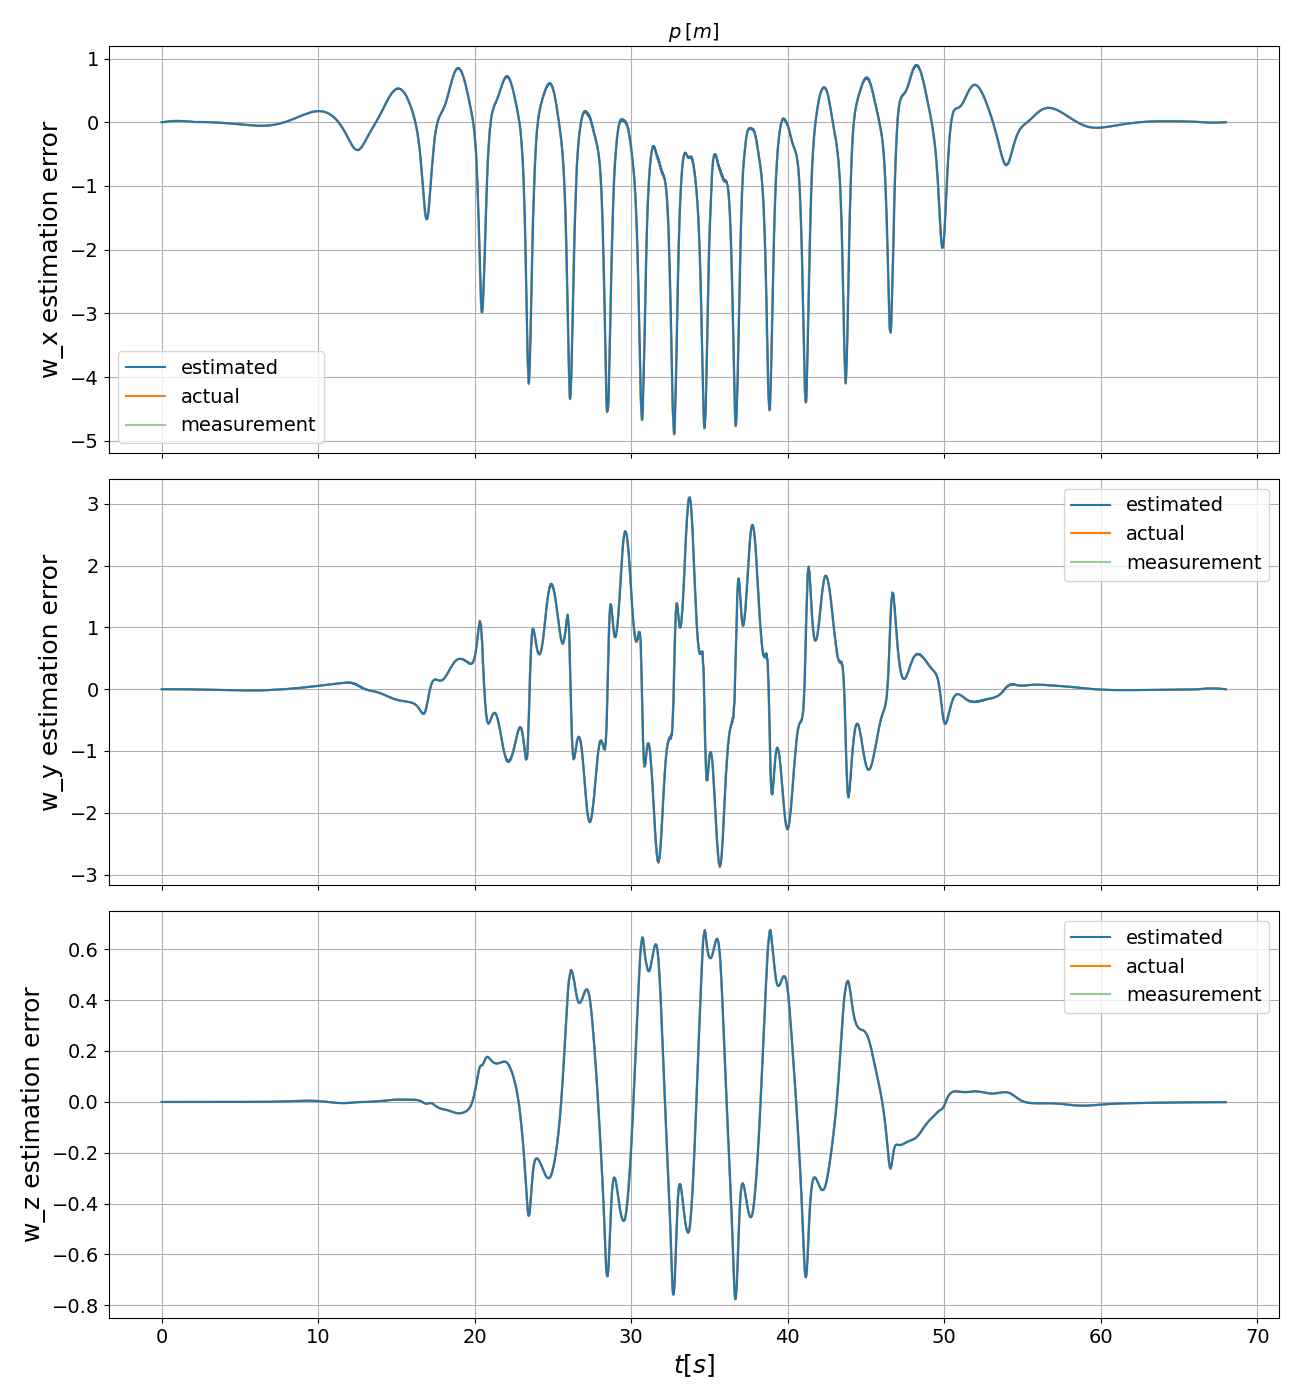 p [m]
1
0
−1
−2
−3
−4
−5
w_x estimation error
estimated
actual
measurement
3
2
1
0
−1
−2
−3
w_y estimation error
estimated
actual
measurement
0.6
0.4
0.2
0.0
−0.2
−0.4
−0.6
−0.8
w_z estimation error
estimated
actual
measurement
0 10 20 30 40 50 60 70
t[s]